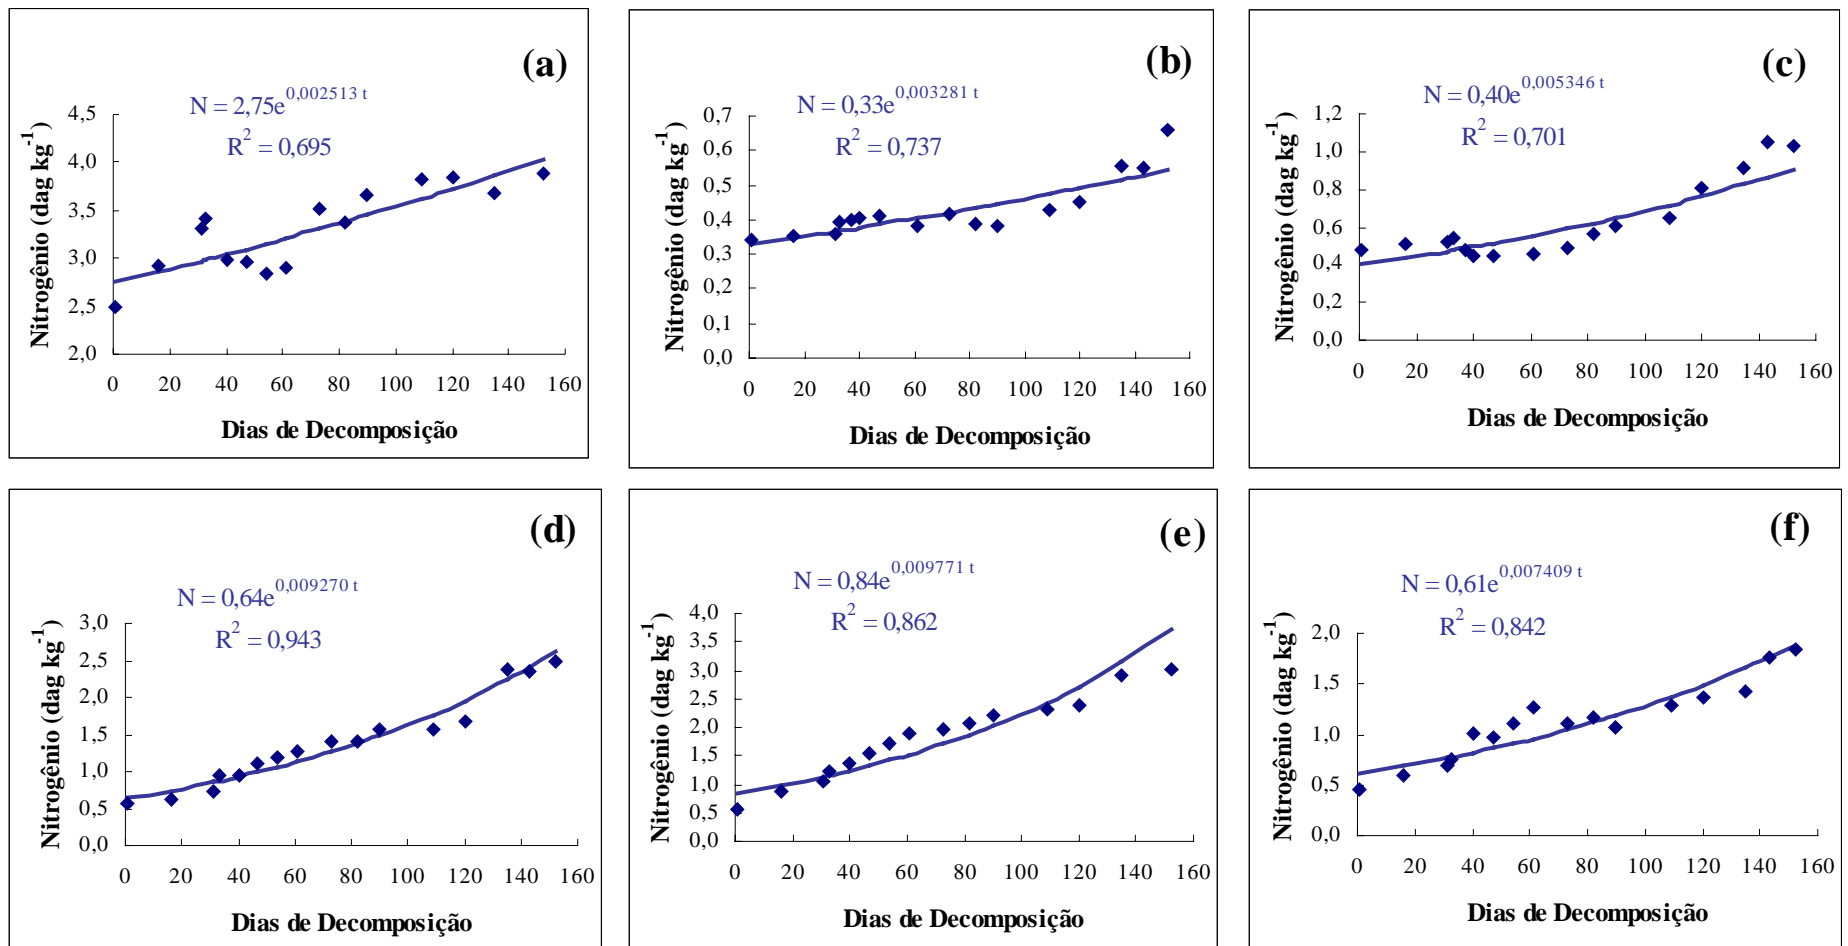 (a)
N = 2,75e^0,002513 t
R² = 0,695
Nitrogênio (dag kg⁻¹)
4,5
4,0
3,5
3,0
2,5
2,0
0 20 40 60 80 100 120 140 160
Dias de Decomposição
(b)
N = 0,33e^0,003281 t
R² = 0,737
Nitrogênio (dag kg⁻¹)
0,7
0,6
0,5
0,4
0,3
0,2
0,1
0,0
0 20 40 60 80 100 120 140 160
Dias de Decomposição
(c)
N = 0,40e^0,005346 t
R² = 0,701
Nitrogênio (dag kg⁻¹)
1,2
1,0
0,8
0,6
0,4
0,2
0,0
0 20 40 60 80 100 120 140 160
Dias de Decomposição
(d)
N = 0,64e^0,009270 t
R² = 0,943
Nitrogênio (dag kg⁻¹)
3,0
2,5
2,0
1,5
1,0
0,5
0,0
0 20 40 60 80 100 120 140 160
Dias de Decomposição
(e)
N = 0,84e^0,009771 t
R² = 0,862
Nitrogênio (dag kg⁻¹)
4,0
3,5
3,0
2,5
2,0
1,5
1,0
0,5
0,0
0 20 40 60 80 100 120 140 160
Dias de Decomposição
(f)
N = 0,61e^0,007409 t
R² = 0,842
Nitrogênio (dag kg⁻¹)
2,0
1,5
1,0
0,5
0,0
0 20 40 60 80 100 120 140 160
Dias de Decomposição